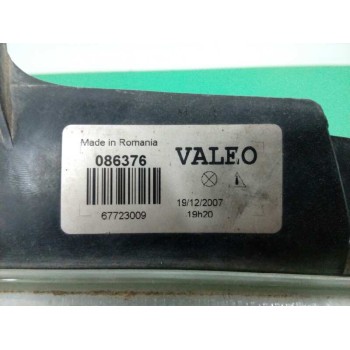 Made in Romania
086376
VALEO
67723009
19/12/2007
19h20